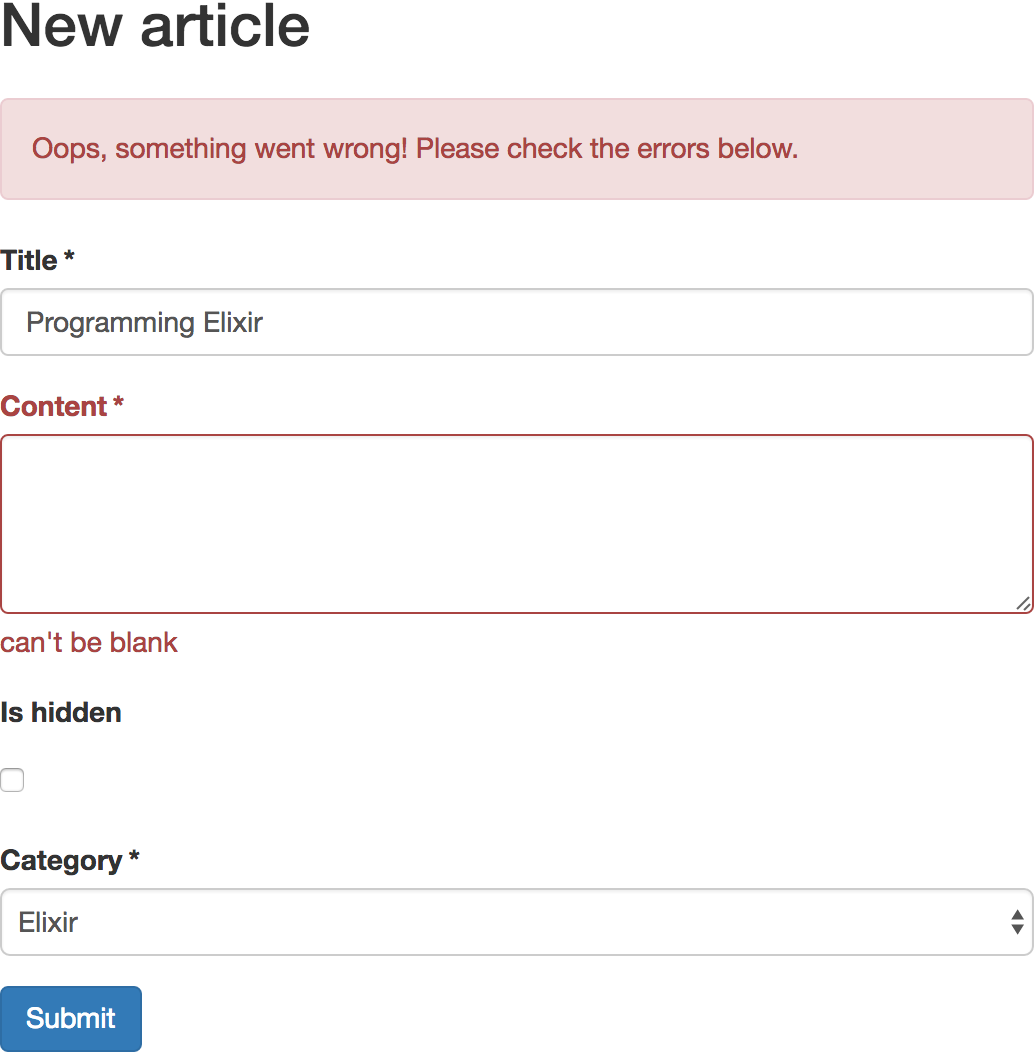 New article
Oops, something went wrong! Please check the errors below.
Title *
Programming Elixir
Content *
can't be blank
Is hidden
Category *
Elixir
Submit